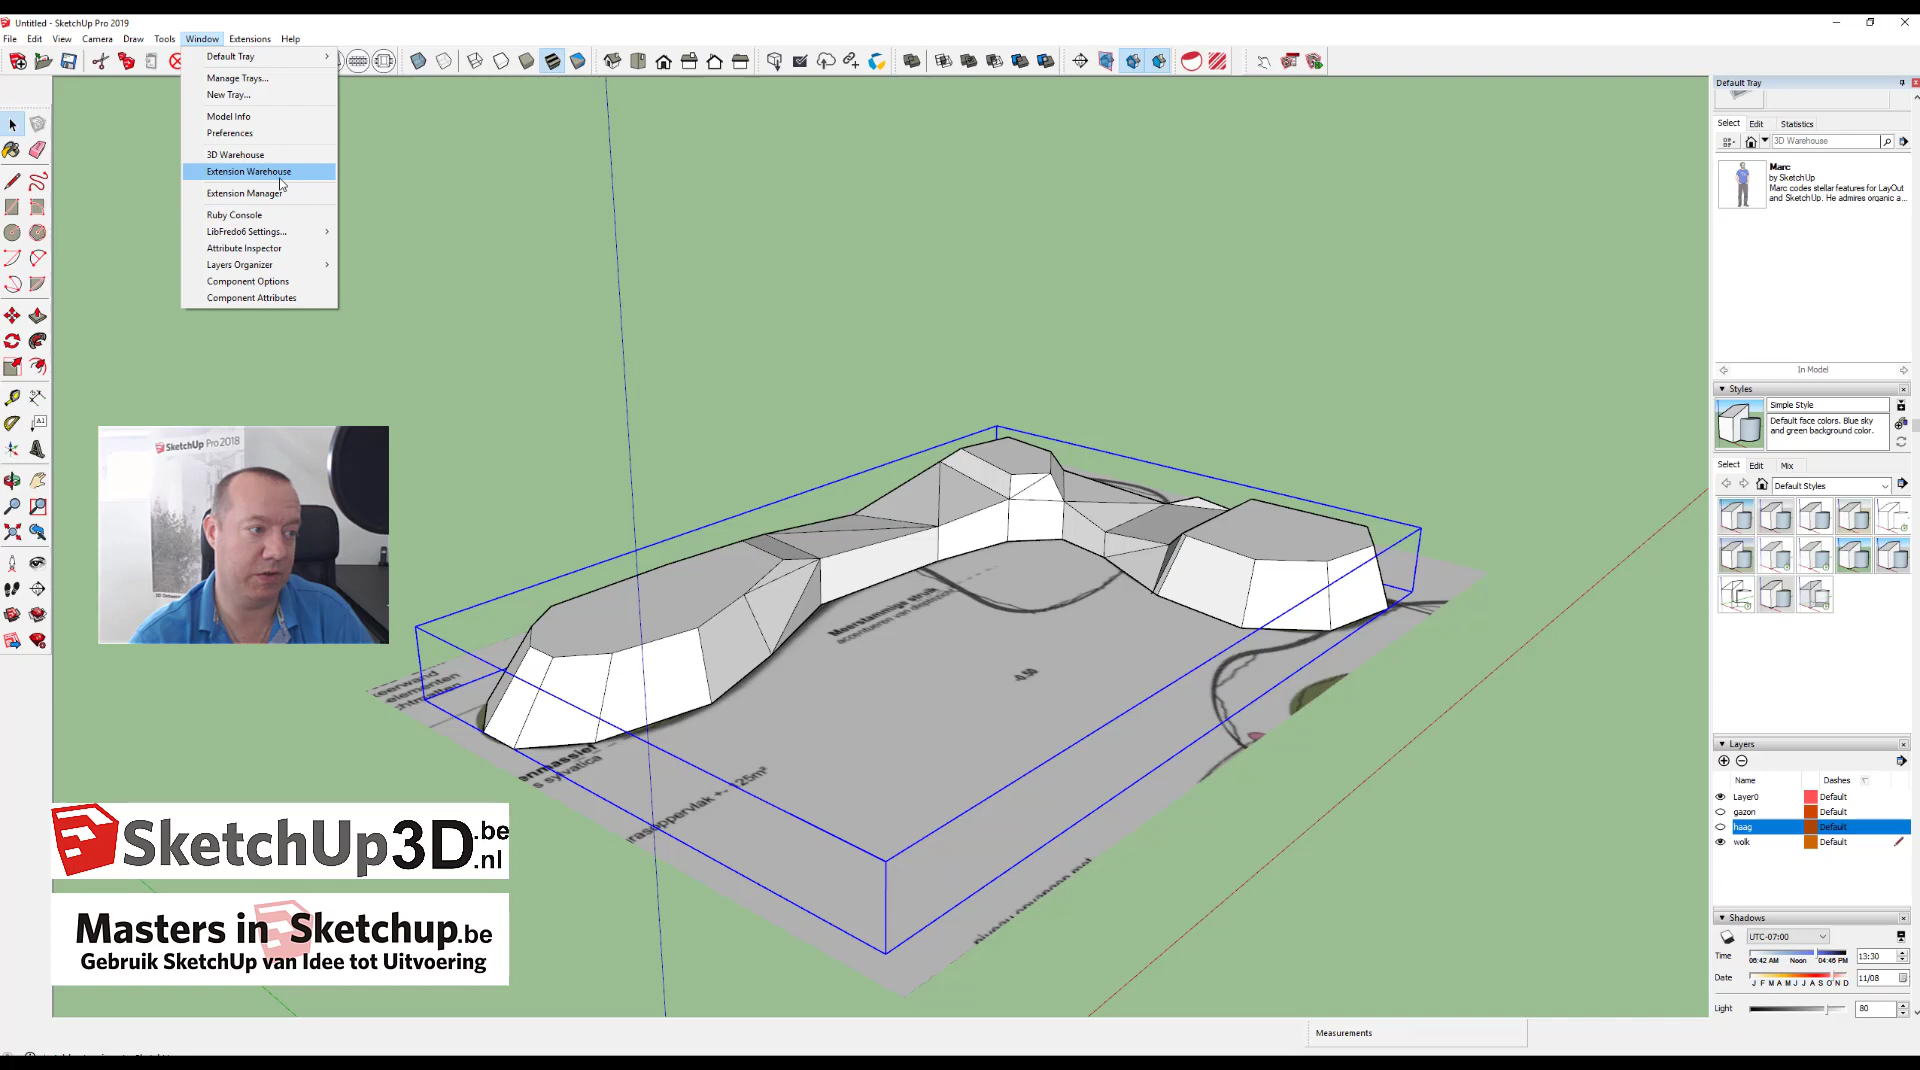 Untitled - SketchUp Pro 2019
File Edit View Camera Draw Tools Window Extensions Help
Default Tray
Manage Trays...
New Tray...
Model Info
Preferences
3D Warehouse
Extension Warehouse
Extension Manager
Ruby Console
LibFredo6 Settings...
Attribute Inspector
Layers Organizer
Component Options
Component Attributes
A1
SketchUp Pro 2018
Meerstammige struik
-0.50
SketchUp3D.be
.nl
Masters in Sketchup.be
Gebruik SketchUp van Idee tot Uitvoering
Measurements
Default Tray
Select Edit Statistics
3D Warehouse
Marc
by SketchUp
Marc codes stellar features for LayOut
and SketchUp. He admires organic a...
In Model
Styles
Simple Style
Default face colors. Blue sky
and green background color.
Select Edit Mix
Default Styles
Layers
Name Dashes
Layer0 Default
gazon Default
haag Default
wolk Default
Shadows
UTC-07:00
Time 06:42 AM Noon 04:46 PM 13:30
Date J F M A M J J A S O N D 11/08
Light 80